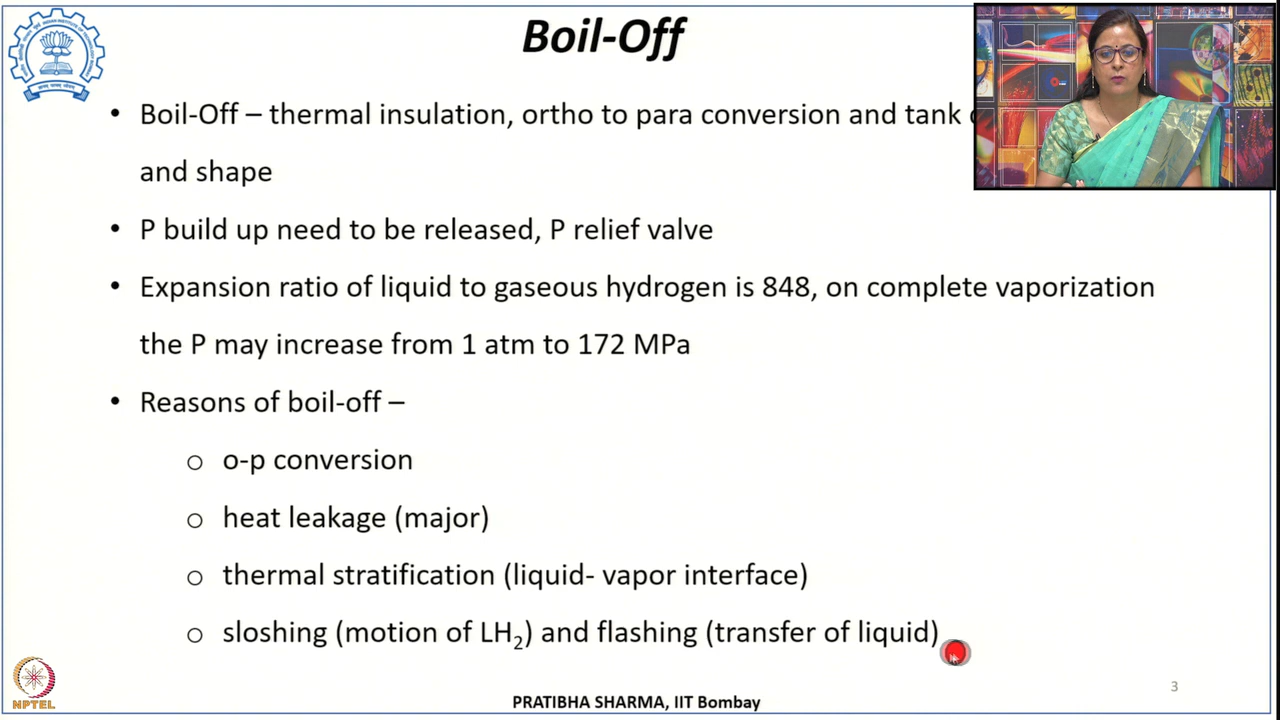 Boil-Off
• Boil-Off – thermal insulation, ortho to para conversion and tank
and shape
• P build up need to be released, P relief valve
• Expansion ratio of liquid to gaseous hydrogen is 848, on complete vaporization
the P may increase from 1 atm to 172 MPa
• Reasons of boil-off –
o o-p conversion
o heat leakage (major)
o thermal stratification (liquid- vapor interface)
o sloshing (motion of LH₂) and flashing (transfer of liquid)
3
NPTEL
PRATIBHA SHARMA, IIT Bombay